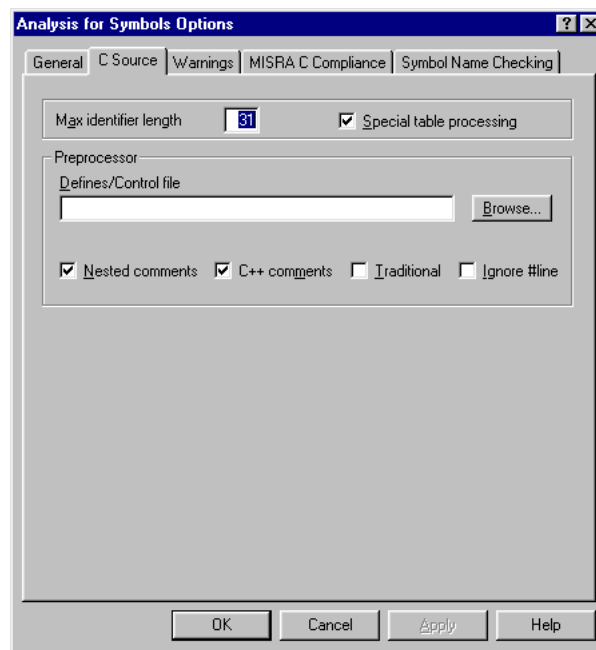 Analysis for Symbols Options
General C Source Warnings MISRA C Compliance Symbol Name Checking
Max identifier length 31 Special table processing
Preprocessor
Defines/Control file
Browse...
Nested comments C++ comments Traditional Ignore #line
OK Cancel Apply Help